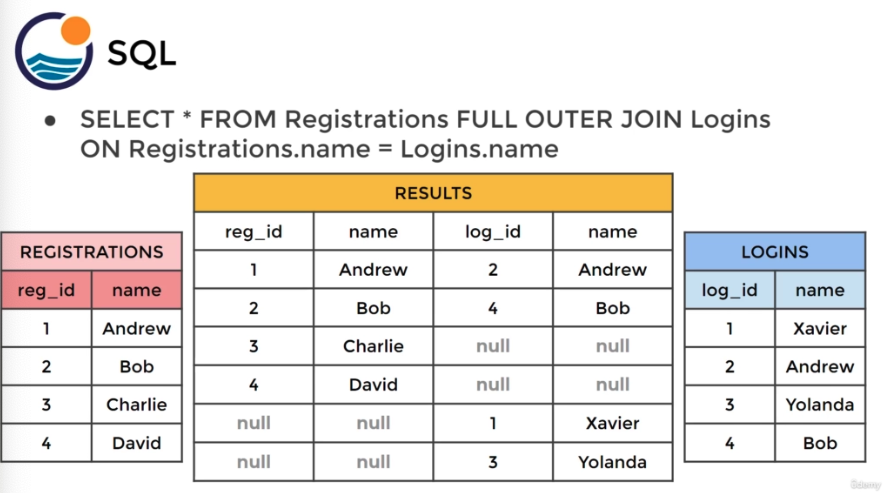 SQL
• SELECT * FROM Registrations FULL OUTER JOIN Logins
ON Registrations.name = Logins.name
REGISTRATIONS
reg_id name
1 Andrew
2 Bob
3 Charlie
4 David
RESULTS
reg_id name log_id name
1 Andrew 2 Andrew
2 Bob 4 Bob
3 Charlie null null
4 David null null
null null 1 Xavier
null null 3 Yolanda
LOGINS
log_id name
1 Xavier
2 Andrew
3 Yolanda
4 Bob
Udemy